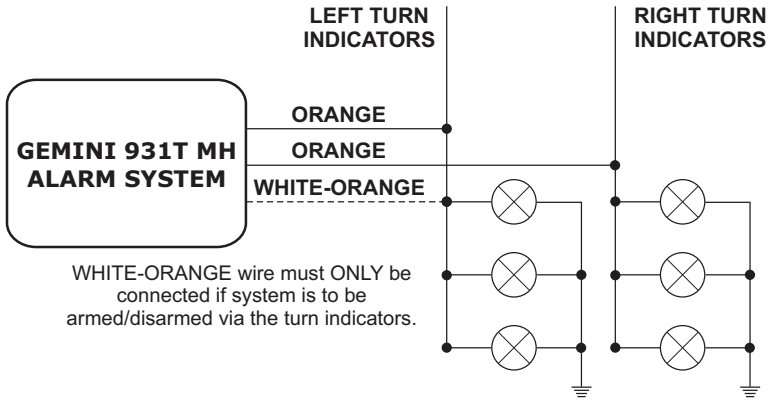 LEFT TURN
INDICATORS
RIGHT TURN
INDICATORS
GEMINI 931T MH
ALARM SYSTEM
ORANGE
ORANGE
WHITE-ORANGE
WHITE-ORANGE wire must ONLY be
connected if system is to be
armed/disarmed via the turn indicators.